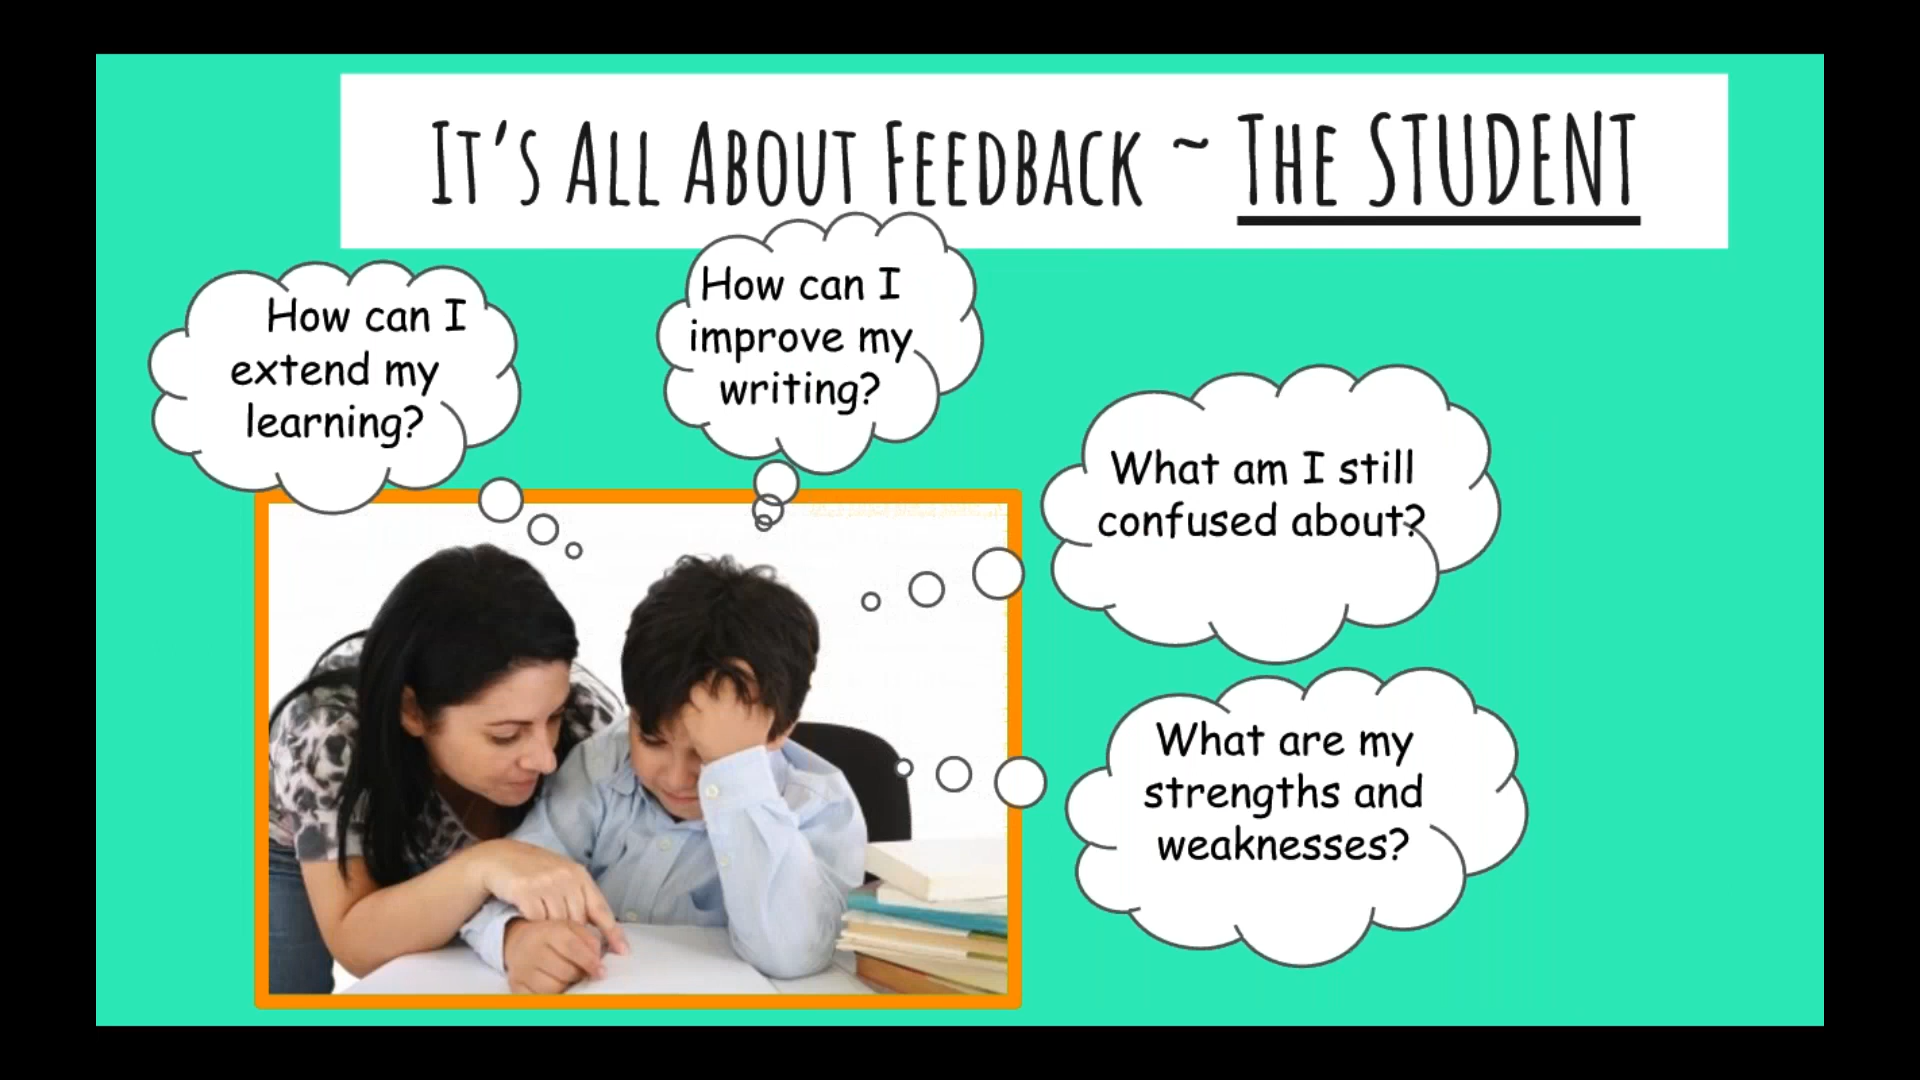 It's All About Feedback ~ The STUDENT
How can I
extend my
learning?
How can I
improve my
writing?
What am I still
confused about?
What are my
strengths and
weaknesses?